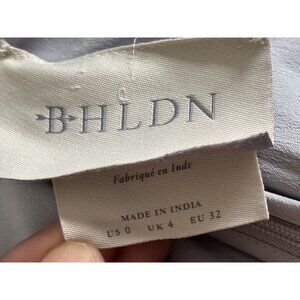 BHLDN
Fabriqué en Inde
MADE IN INDIA
US 0 UK 4 EU 32